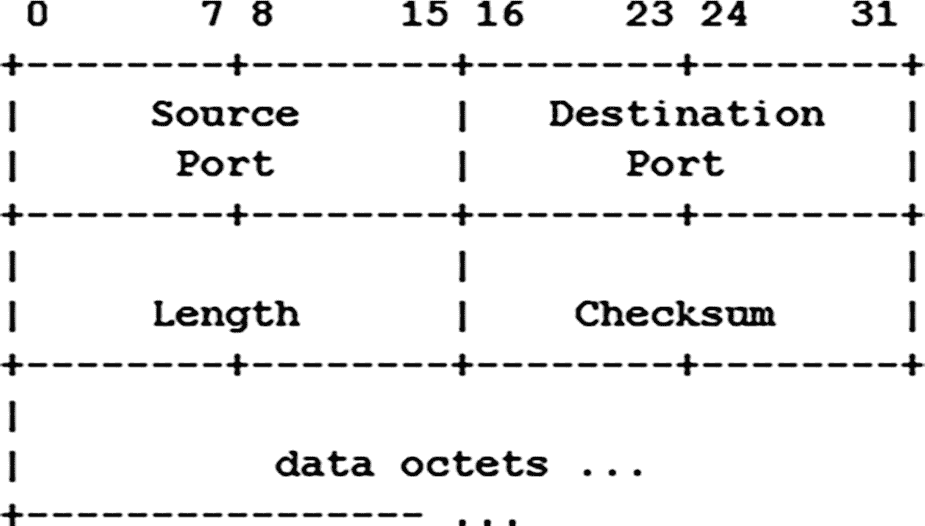 0 7 8 15 16 23 24 31
+--------+--------+--------+--------+
| Source | Destination |
| Port | Port |
+--------+--------+--------+--------+
| | |
| Length | Checksum |
+--------+--------+--------+--------+
|
| data octets ...
+---------------- ...